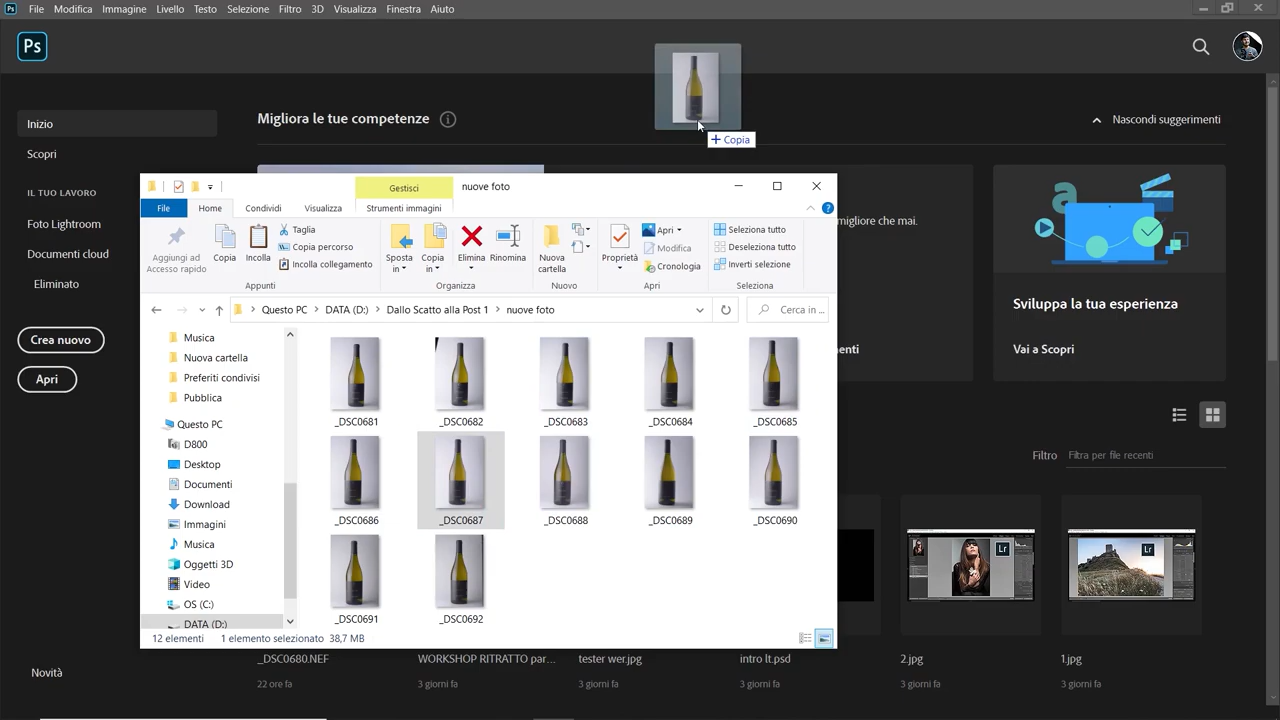 Ps File Modifica Immagine Livello Testo Selezione Filtro 3D Visualizza Finestra Aiuto
Ps
Inizio
Scopri
IL TUO LAVORO
Foto Lightroom
Documenti cloud
Eliminato
Crea nuovo
Apri
Novità
Migliora le tue competenze
Nascondi suggerimenti
+ Copia
migliore che mai.
Sviluppa la tua esperienza
Vai a Scopri
Filtro Filtra per file recenti
Gestisci nuove foto
File Home Condividi Visualizza Strumenti immagini
Aggiungi ad
Accesso rapido
Copia
Incolla
Taglia
Copia percorso
Incolla collegamento
Appunti
Sposta
in
Copia
in
Elimina
Rinomina
Organizza
Nuova
cartella
Nuovo
Proprietà
Apri
Modifica
Cronologia
Apri
Seleziona tutto
Deseleziona tutto
Inverti selezione
Seleziona
Questo PC > DATA (D:) > Dallo Scatto alla Post 1 > nuove foto
Cerca in ...
Musica
Nuova cartella
Preferiti condivisi
Pubblica
Questo PC
D800
Desktop
Documenti
Download
Immagini
Musica
Oggetti 3D
Video
OS (C:)
DATA (D:)
_DSC0681 _DSC0682 _DSC0683 _DSC0684 _DSC0685
_DSC0686 _DSC0687 _DSC0688 _DSC0689 _DSC0690
_DSC0691 _DSC0692
12 elementi 1 elemento selezionato 38,7 MB
Lr Lr
_DSC0680.NEF WORKSHOP RITRATTO par... tester wer.jpg intro lt.psd 2.jpg 1.jpg
22 ore fa 3 giorni fa 3 giorni fa 3 giorni fa 3 giorni fa 3 giorni fa